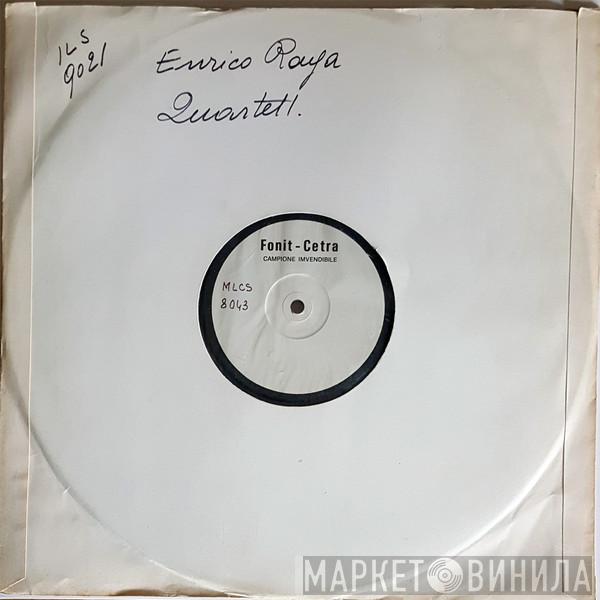 ILS
9021
Enrico Rava
Quartett.
Fonit-Cetra
CAMPIONE IMVENDIBILE
MLCS
8043
МАРКЕТ ВИНИЛА